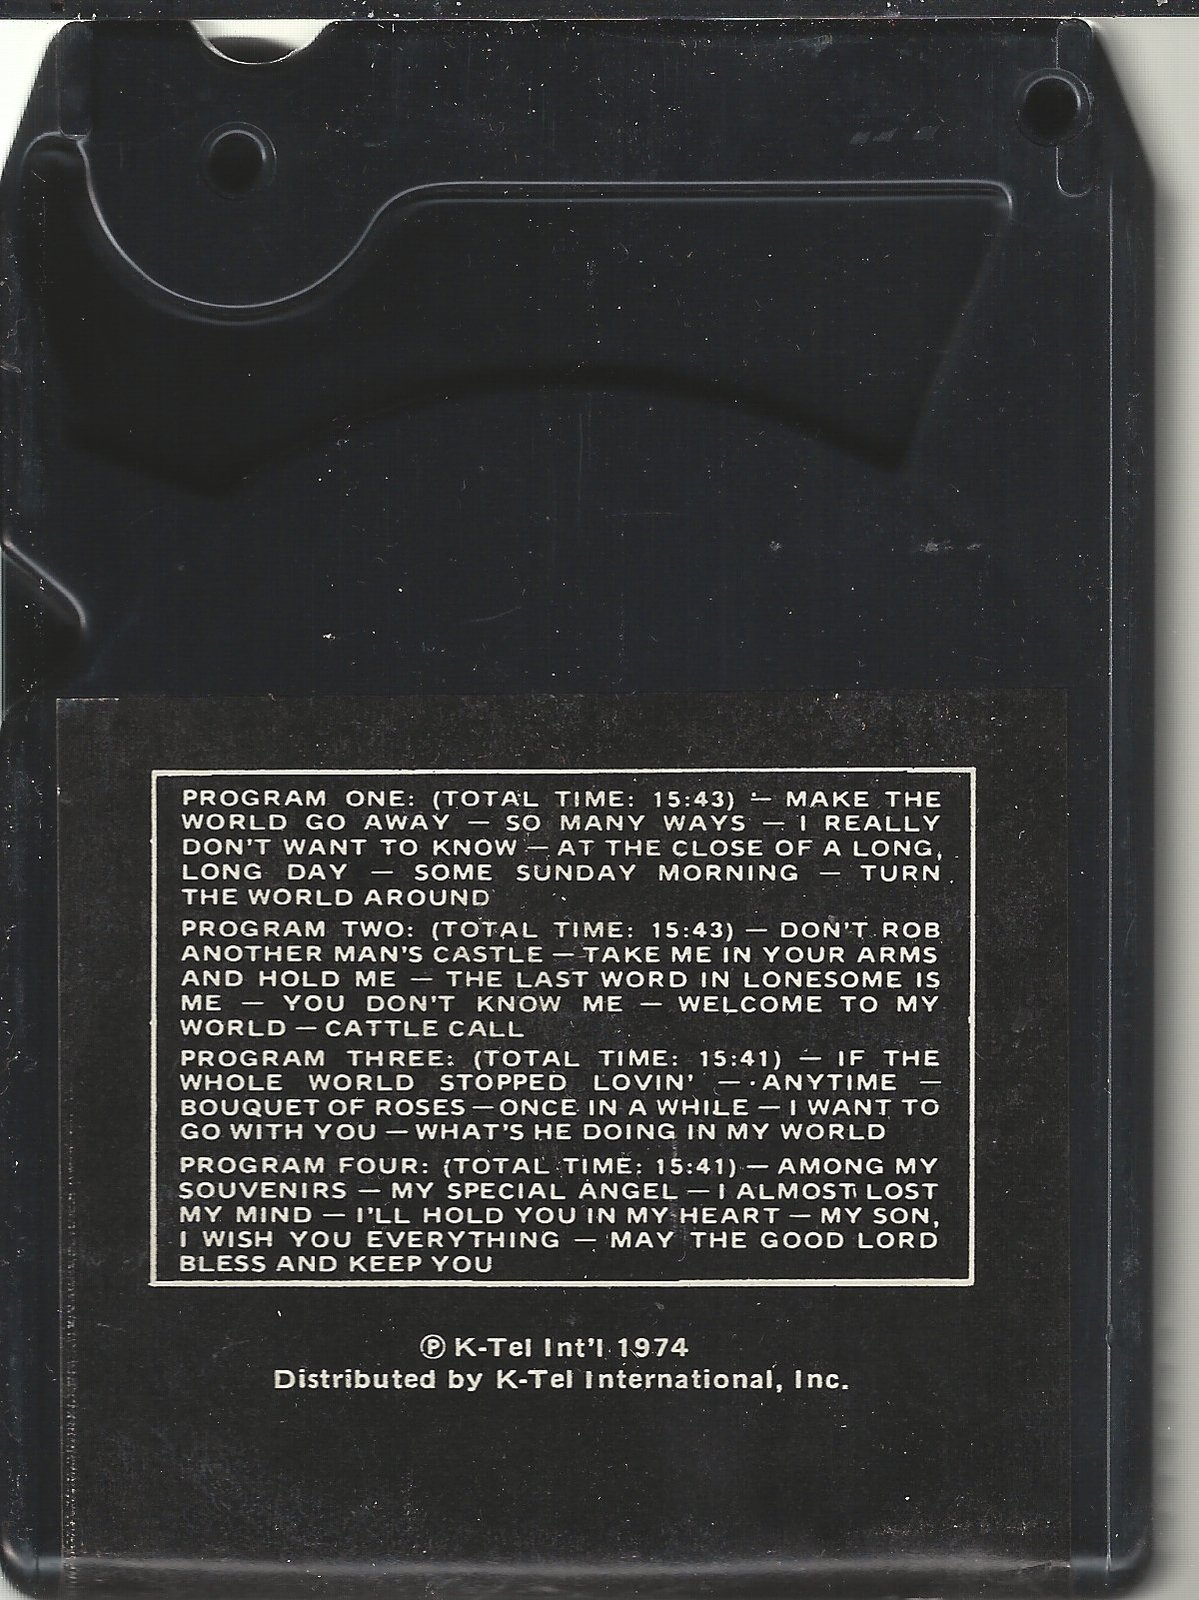 PROGRAM ONE: (TOTAL TIME: 15:43) — MAKE THE
WORLD GO AWAY — SO MANY WAYS — I REALLY
DON'T WANT TO KNOW — AT THE CLOSE OF A LONG,
LONG DAY — SOME SUNDAY MORNING — TURN
THE WORLD AROUND
PROGRAM TWO: (TOTAL TIME: 15:43) — DON'T ROB
ANOTHER MAN'S CASTLE — TAKE ME IN YOUR ARMS
AND HOLD ME — THE LAST WORD IN LONESOME IS
ME — YOU DON'T KNOW ME — WELCOME TO MY
WORLD — CATTLE CALL
PROGRAM THREE: (TOTAL TIME: 15:41) — IF THE
WHOLE WORLD STOPPED LOVIN' — ANYTIME —
BOUQUET OF ROSES — ONCE IN A WHILE — I WANT TO
GO WITH YOU — WHAT'S HE DOING IN MY WORLD
PROGRAM FOUR: (TOTAL TIME: 15:41) — AMONG MY
SOUVENIRS — MY SPECIAL ANGEL — I ALMOST LOST
MY MIND — I'LL HOLD YOU IN MY HEART — MY SON,
I WISH YOU EVERYTHING — MAY THE GOOD LORD
BLESS AND KEEP YOU
℗ K-Tel Int'l 1974
Distributed by K-Tel International, Inc.